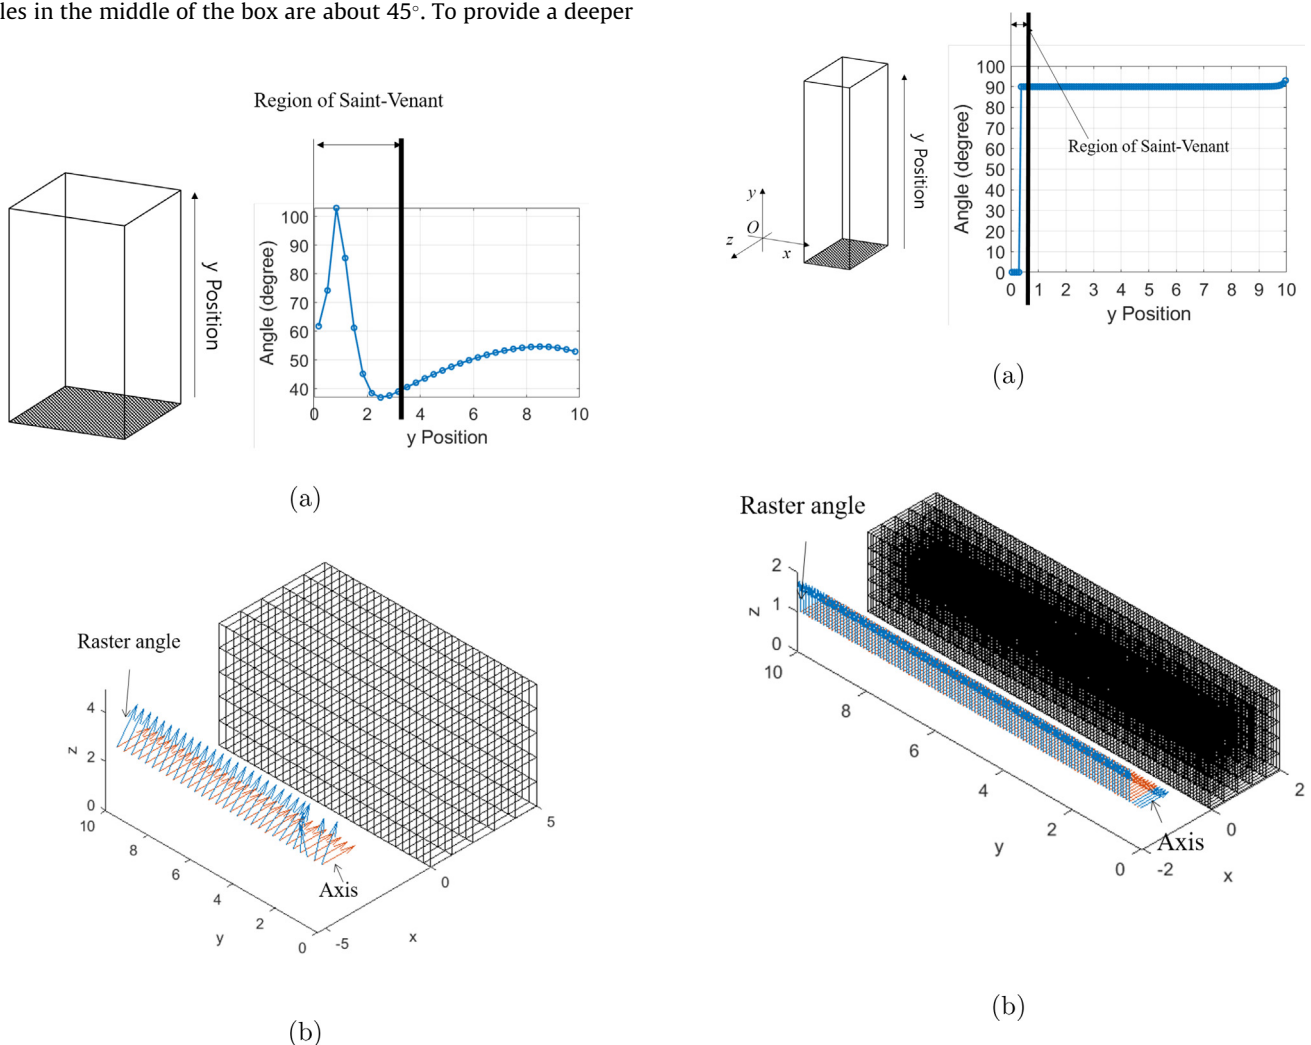 les in the middle of the box are about 45°. To provide a deeper
Region of Saint-Venant
y Position
Angle (degree)
100
90
80
70
60
50
40
0 2 4 6 8 10
y Position
(a)
Raster angle
z
4
2
0
10
8
6
4
2
0
y
-5
0
5
x
Axis
(b)
y Position
y
O
z
x
Angle (degree)
100
90
80
70
60
50
40
30
20
10
0
Region of Saint-Venant
0 1 2 3 4 5 6 7 8 9 10
y Position
(a)
Raster angle
z
2
1
0
10
8
6
4
2
0
y
-2
0
2
x
Axis
(b)